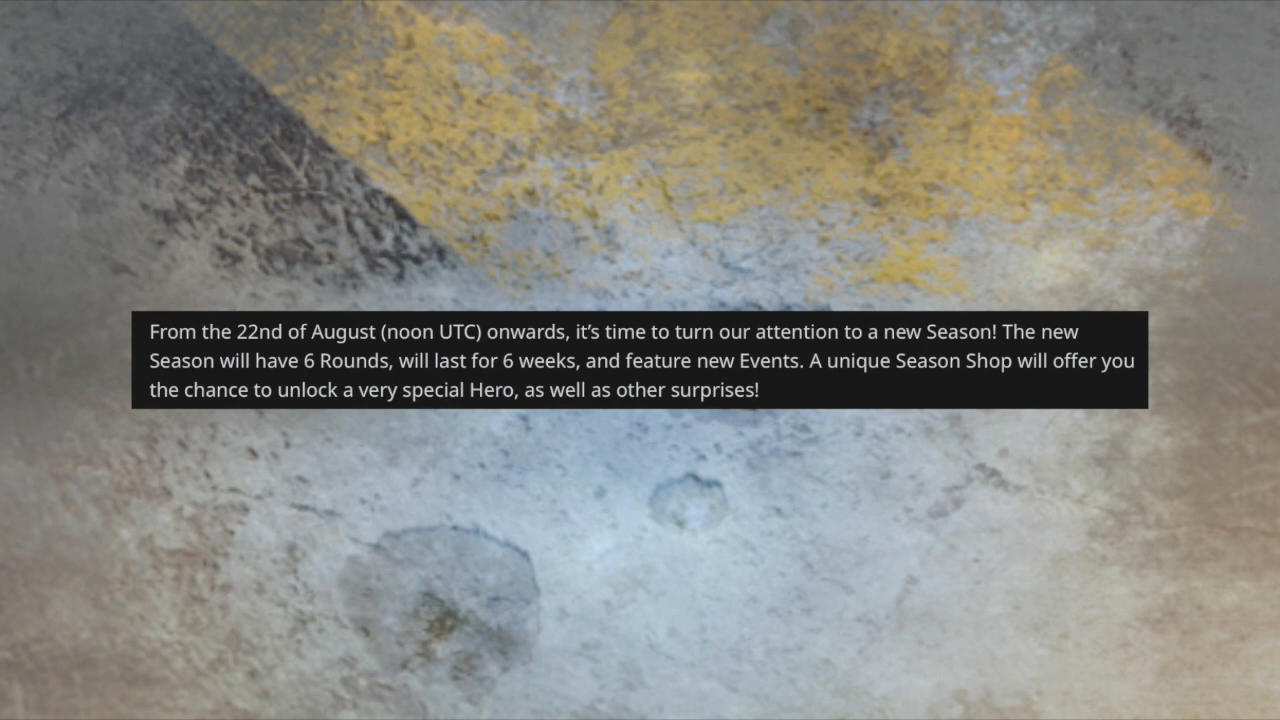 From the 22nd of August (noon UTC) onwards, it’s time to turn our attention to a new Season! The new
Season will have 6 Rounds, will last for 6 weeks, and feature new Events. A unique Season Shop will offer you
the chance to unlock a very special Hero, as well as other surprises!